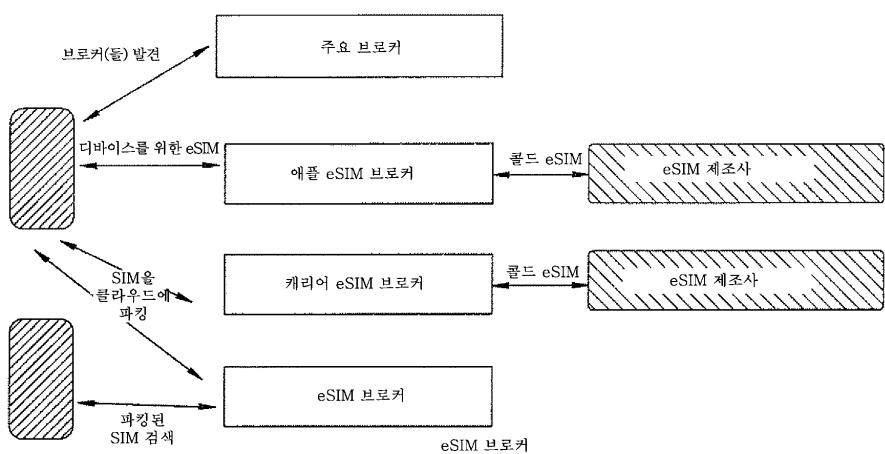 브로커(들) 발견
주요 브로커
디바이스를 위한 eSIM
애플 eSIM 브로커
콜드 eSIM
eSIM 제조사
SIM을
클라우드에
파킹
캐리어 eSIM 브로커
콜드 eSIM
eSIM 제조사
eSIM 브로커
파킹된
SIM 검색
eSIM 브로커